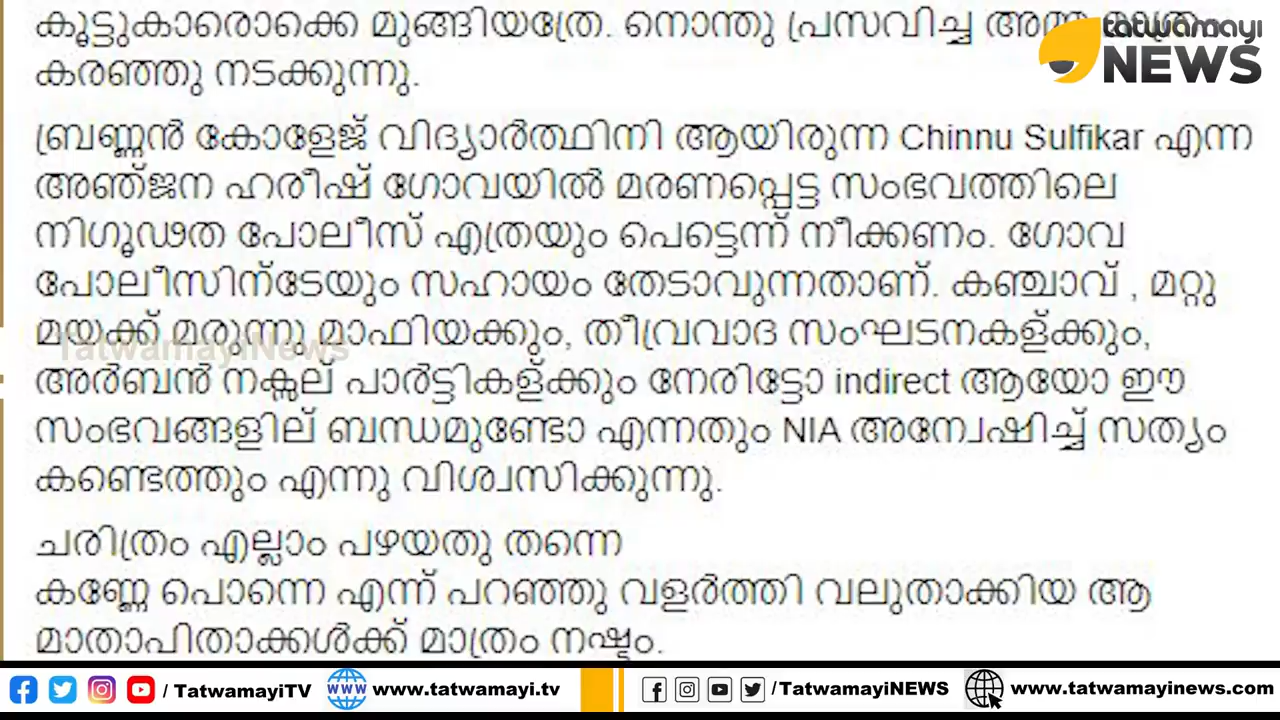 കൂട്ടുകാരൊക്കെ മുങ്ങിയത്രേ. നൊന്തു പ്രസവിച്ച
tatwamayi
NEWS
കരഞ്ഞു നടക്കുന്നു.
ബ്രണ്ണൻ കോളേജ് വിദ്യാർത്ഥിനി ആയിരുന്ന Chinnu Sulfikar എന്ന
അഞ്ജന ഹരീഷ് ഗോവയിൽ മരണപ്പെട്ട സംഭവത്തിലെ
നിഗൂഢത പോലീസ് എത്രയും പെട്ടെന്ന് നീക്കണം. ഗോവ
പോലീസിന്ടേയും സഹായം തേടാവുന്നതാണ്. കഞ്ചാവ് , മറ്റു
മയക്ക് മരുന്നു മാഫിയക്കും, തീവ്രവാദ സംഘടനകള്ക്കും,
TatwamayiNews
അർബൻ നക്സല് പാർട്ടികള്ക്കും നേരിട്ടോ indirect ആയോ ഈ
സംഭവങ്ങളില് ബന്ധമുണ്ടോ എന്നതും NIA അന്വേഷിച്ച് സത്യം
കണ്ടെത്തും എന്നു വിശ്വസിക്കുന്നു.
ചരിത്രം എല്ലാം പഴയതു തന്നെ
കണ്ണേ പൊന്നെ എന്ന് പറഞ്ഞു വളർത്തി വലുതാക്കിയ ആ
മാതാപിതാക്കൾക്ക് മാത്രം നഷ്ടം.
/ TatwamayiTV www.tatwamayi.tv /TatwamayiNEWS www.tatwamayinews.com